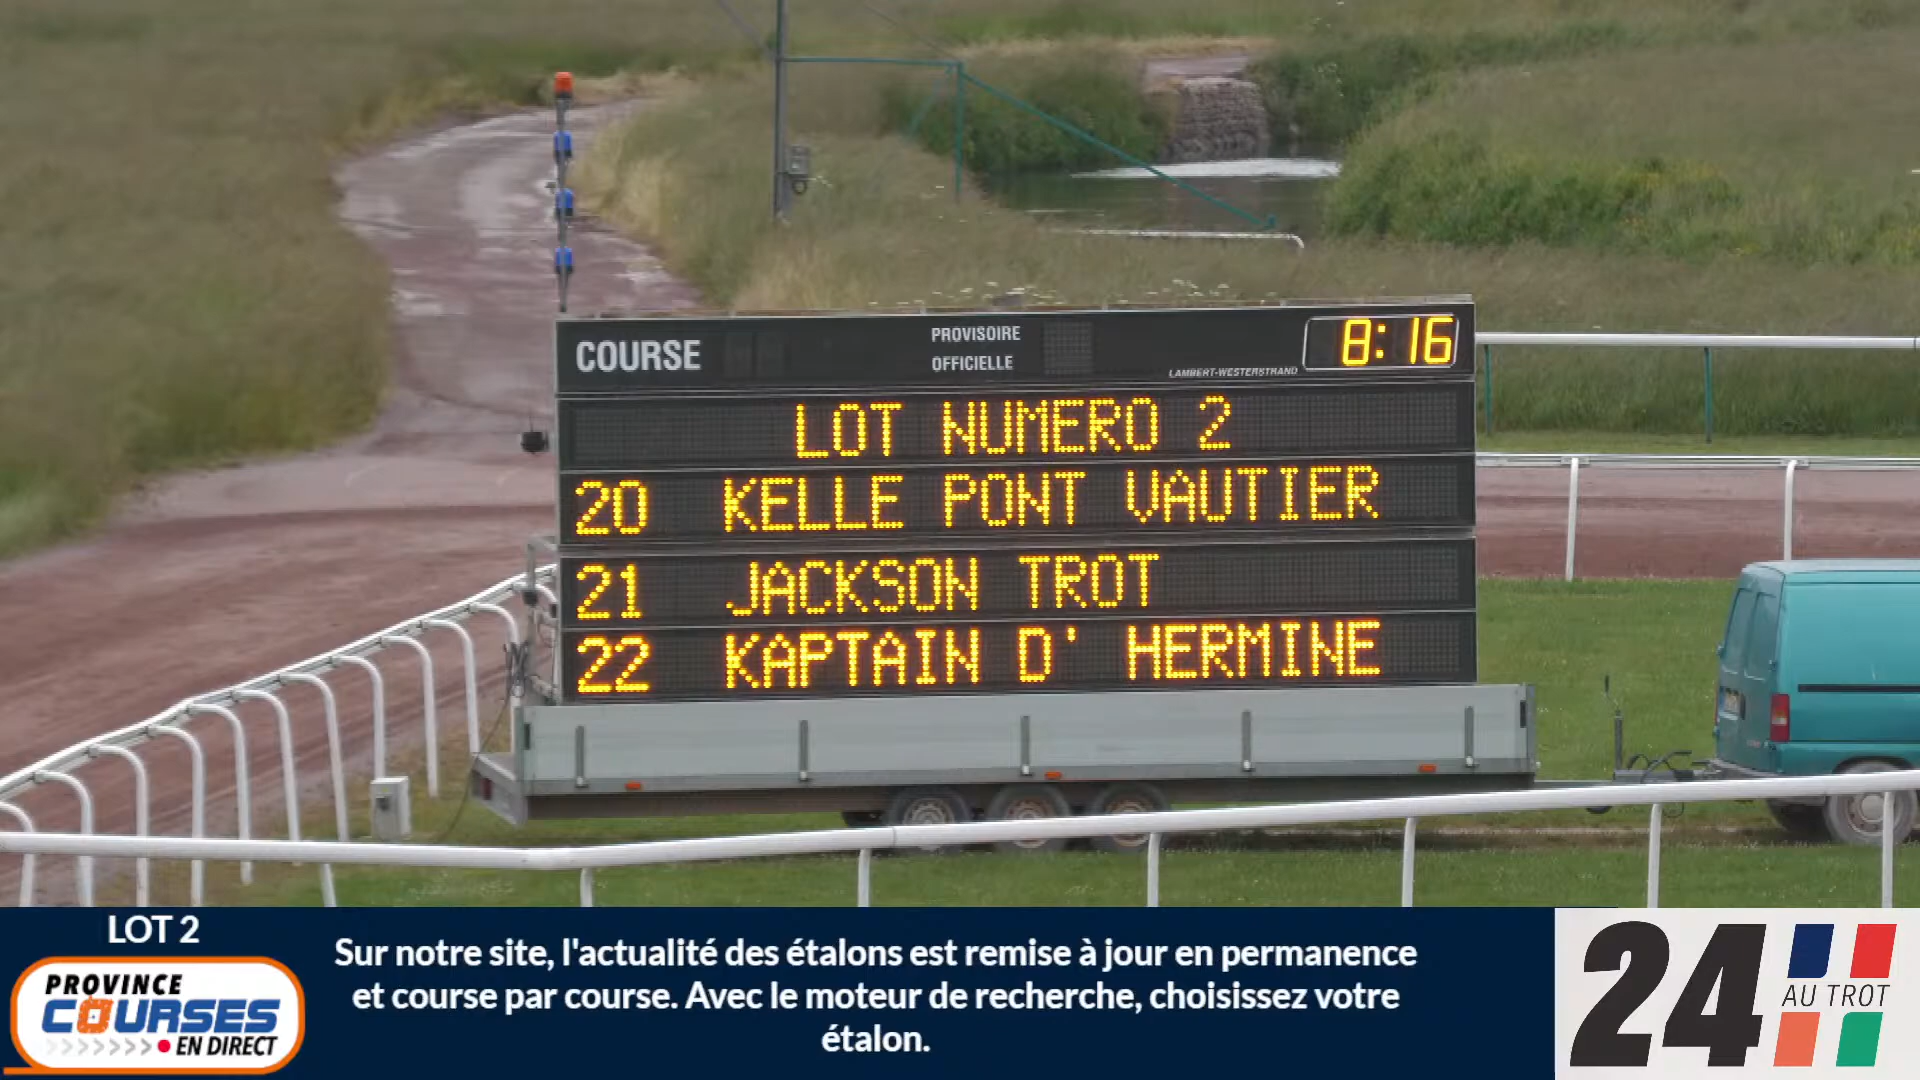 COURSE
PROVISOIRE
OFFICIELLE
LAMBERT-WESTERSTRAND
8:16
LOT NUMERO 2
20 KELLE PONT VAUTIER
21 JACKSON TROT
22 KAPTAIN D' HERMINE
LOT 2
PROVINCE
COURSES
EN DIRECT
Sur notre site, l'actualité des étalons est remise à jour en permanence
et course par course. Avec le moteur de recherche, choisissez votre
étalon.
24
AU TROT